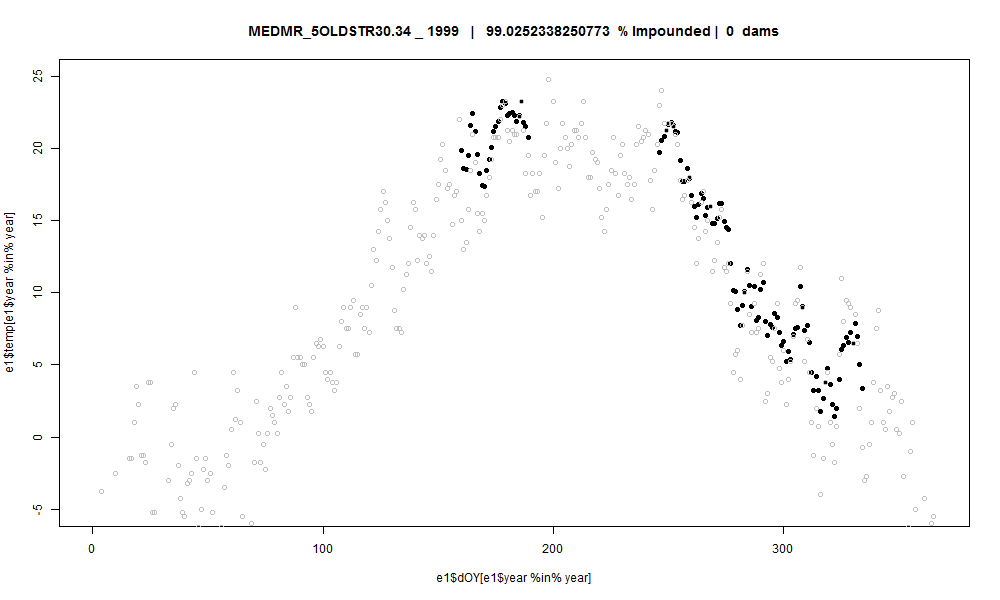 MEDMR_5OLDSTR30.34 _ 1999 | 99.0252338250773 % Impounded | 0 dams
e1$temp[e1$year %in% year]
25
20
15
10
5
0
-5
0 100 200 300
e1$dOY[e1$year %in% year]